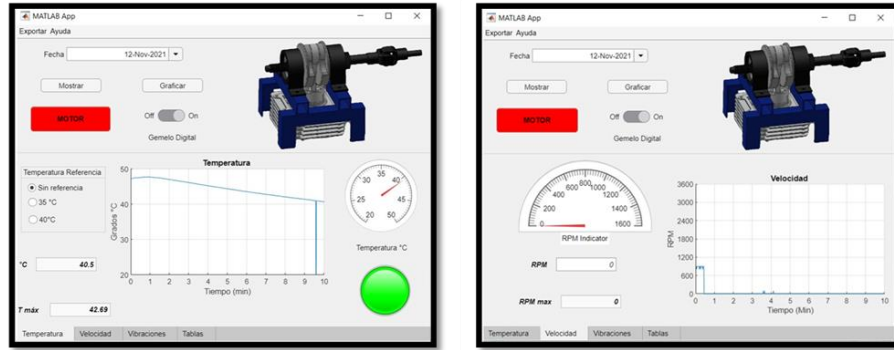 MATLAB App
Exportar Ayuda
Fecha 12-Nov-2021
Mostrar Graficar
MOTOR
Off On
Gemelo Digital
Temperatura Referencia
Sin referencia
35 °C
40°C
°C 40.5
T máx 42.69
Temperatura
Grados °C
50
40
30
20
0 1 2 3 4 5 6 7 8 9 10
Tiempo (min)
20 25 30 35 40 45 50
Temperatura °C
Temperatura Velocidad Vibraciones Tablas
MATLAB App
Exportar Ayuda
Fecha 12-Nov-2021
Mostrar Graficar
MOTOR
Off On
Gemelo Digital
0 200 400 600 800 1000 1200 1400 1600
RPM Indicator
RPM 0
RPM max 0
Velocidad
RPM
3600
3000
2400
1800
1200
600
0
0 1 2 3 4 5 6 7 8 9 10
Tiempo (Min)
Temperatura Velocidad Vibraciones Tablas